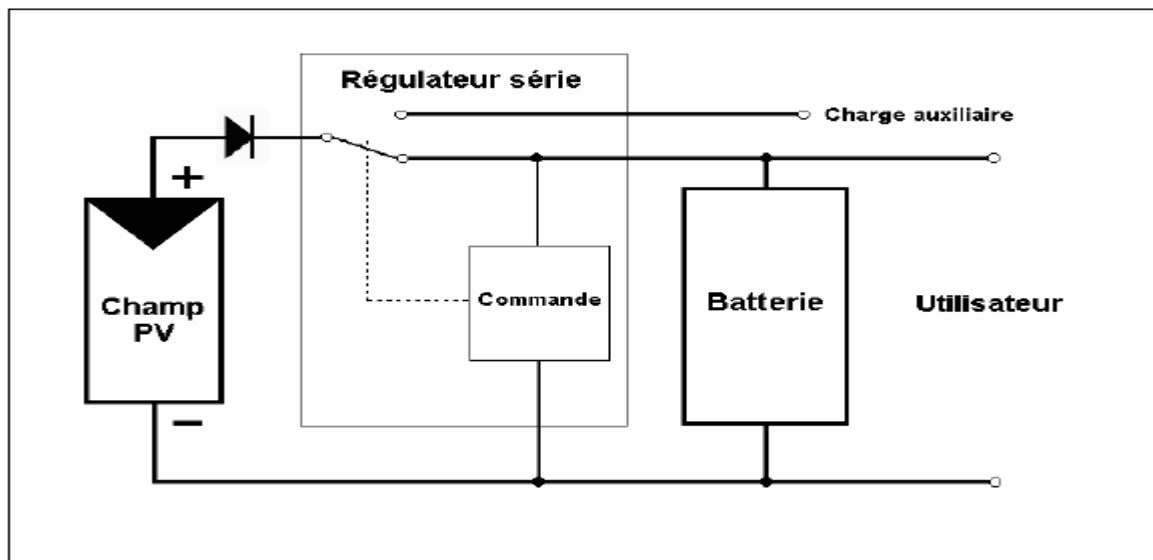 Régulateur série
Charge auxiliaire
+
Champ
PV
Commande
Batterie
Utilisateur
−